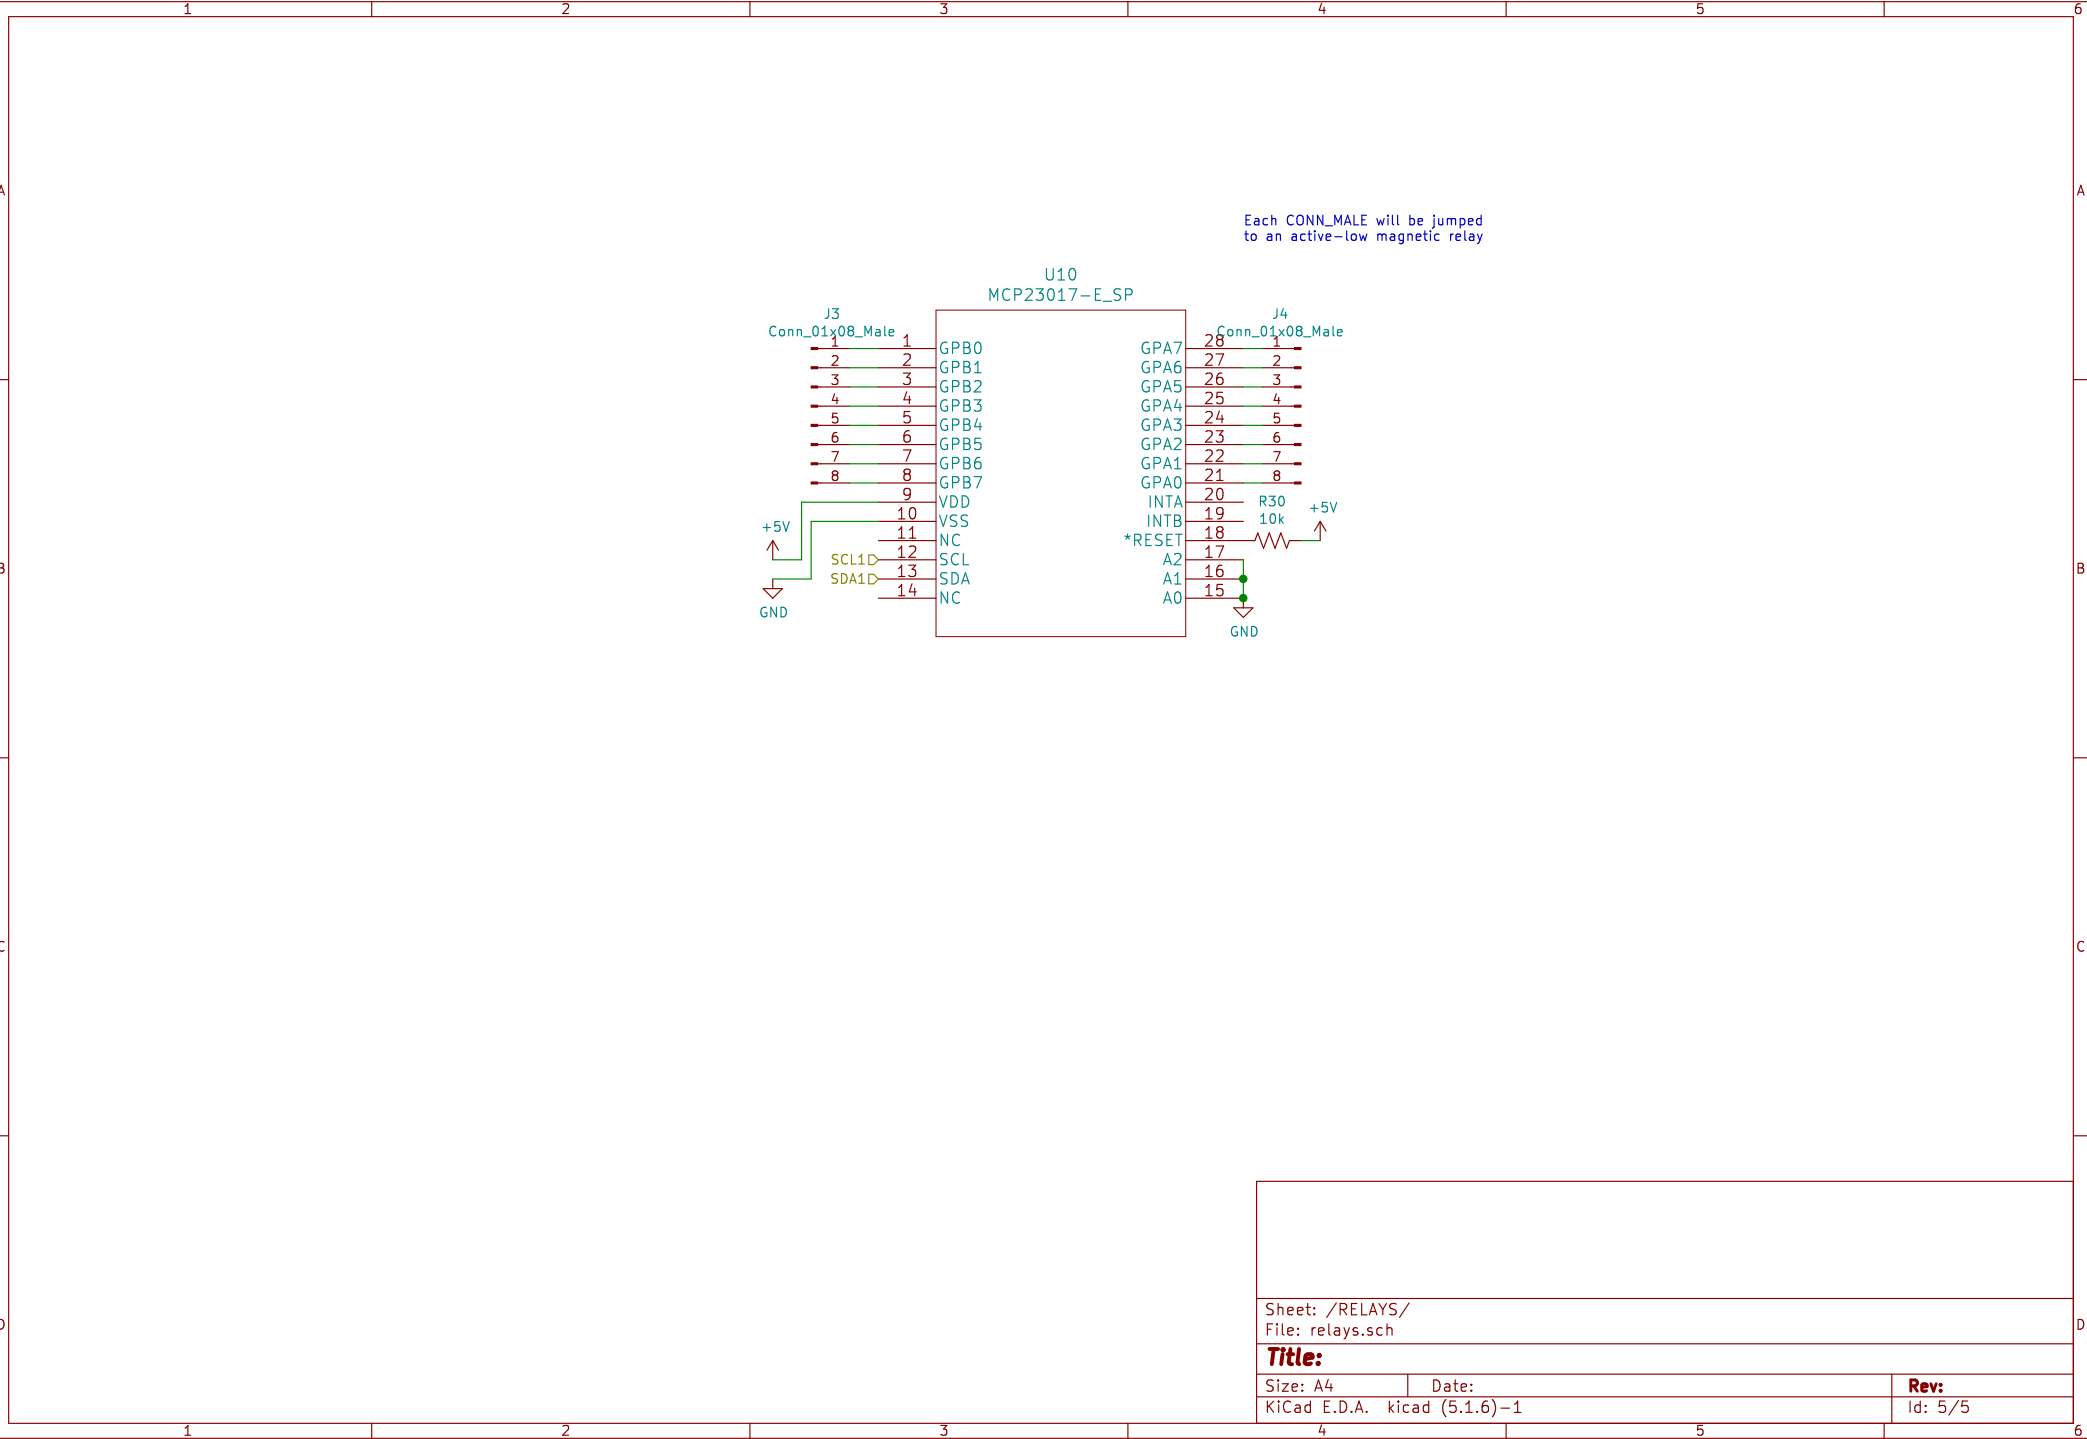 1 2 3 4 5 6
A A
Each CONN_MALE will be jumped
to an active-low magnetic relay
U10
MCP23017-E_SP
J3
Conn_01x08_Male
J4
Conn_01x08_Male
1 1 GPB0 GPA7 28 1
2 2 GPB1 GPA6 27 2
3 3 GPB2 GPA5 26 3
4 4 GPB3 GPA4 25 4
5 5 GPB4 GPA3 24 5
6 6 GPB5 GPA2 23 6
7 7 GPB6 GPA1 22 7
8 8 GPB7 GPA0 21 8
9 VDD INTA 20
R30
10k
+5V
+5V
10 VSS INTB 19
11 NC *RESET 18
SCL1 12 SCL A2 17
SDA1 13 SDA A1 16
14 NC A0 15
GND
GND
B B
C C
Sheet: /RELAYS/
File: relays.sch
D D
Title:
Size: A4 Date: Rev:
KiCad E.D.A. kicad (5.1.6)-1 Id: 5/5
1 2 3 4 5 6